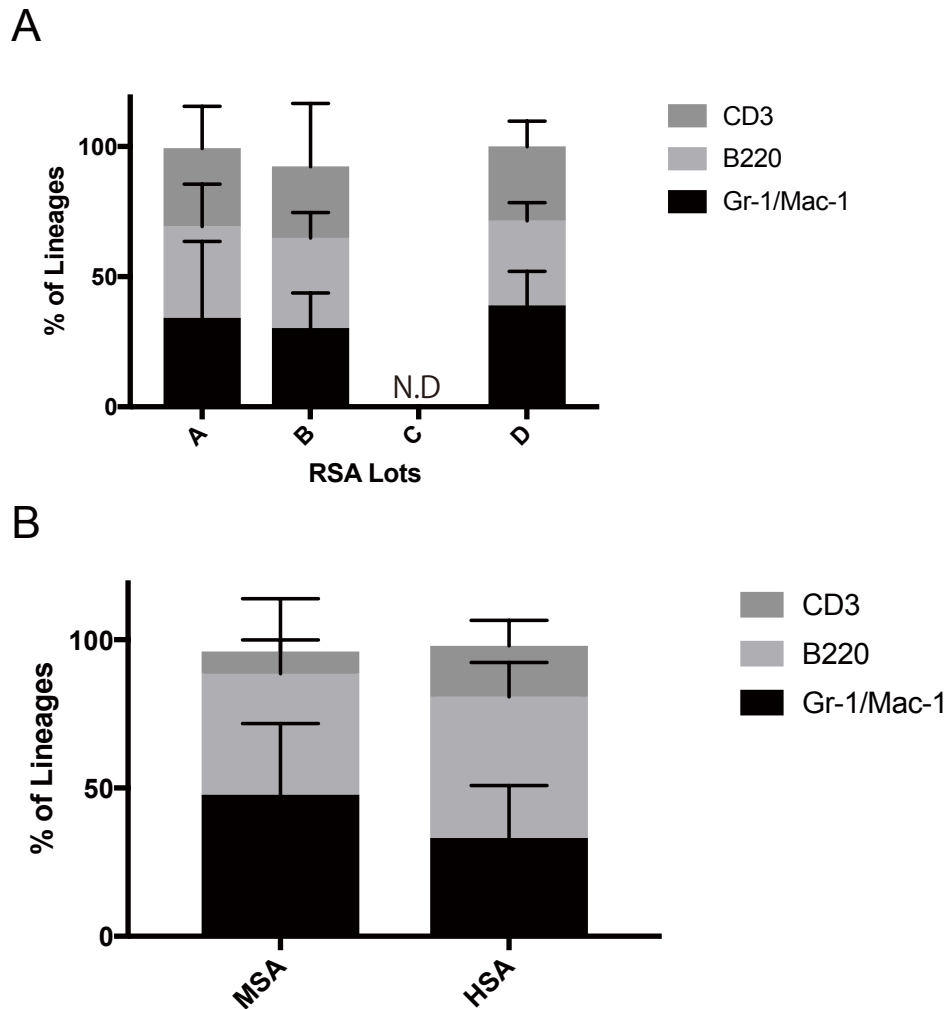 A
% of Lineages
100
50
0
N.D
A
B
C
D
RSA Lots
CD3
B220
Gr-1/Mac-1
B
% of Lineages
100
50
0
MSA
HSA
CD3
B220
Gr-1/Mac-1